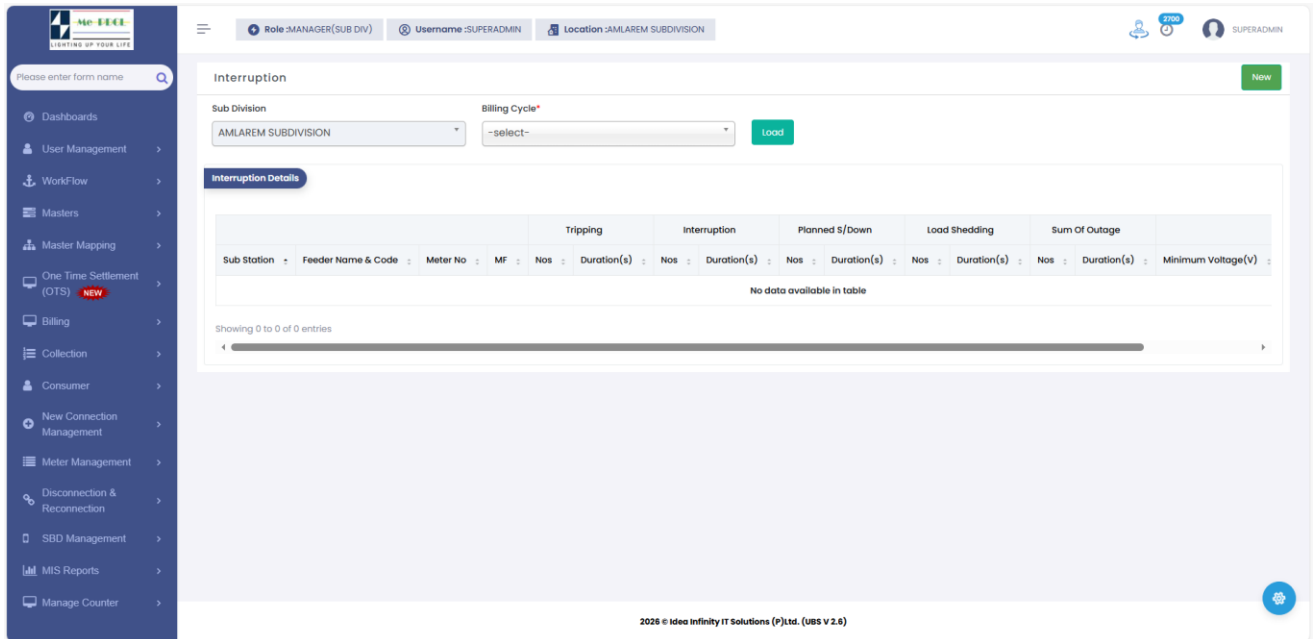 Me-PDCL
LIGHTING UP YOUR LIFE
Role :MANAGER(SUB DIV)
Username :SUPERADMIN
Location :AMLAREM SUBDIVISION
2700
SUPERADMIN
Please enter form name
Dashboards
User Management
WorkFlow
Masters
Master Mapping
One Time Settlement
(OTS) NEW
Billing
Collection
Consumer
New Connection
Management
Meter Management
Disconnection &
Reconnection
SBD Management
MIS Reports
Manage Counter
Interruption
New
Sub Division
Billing Cycle*
AMLAREM SUBDIVISION
-select-
Load
Interruption Details
Tripping Interruption Planned S/Down Load Shedding Sum Of Outage
Sub Station Feeder Name & Code Meter No MF Nos Duration(s) Nos Duration(s) Nos Duration(s) Nos Duration(s) Nos Duration(s) Minimum Voltage(V)
No data available in table
Showing 0 to 0 of 0 entries
2026 © Idea Infinity IT Solutions (P)Ltd. (UBS V 2.6)